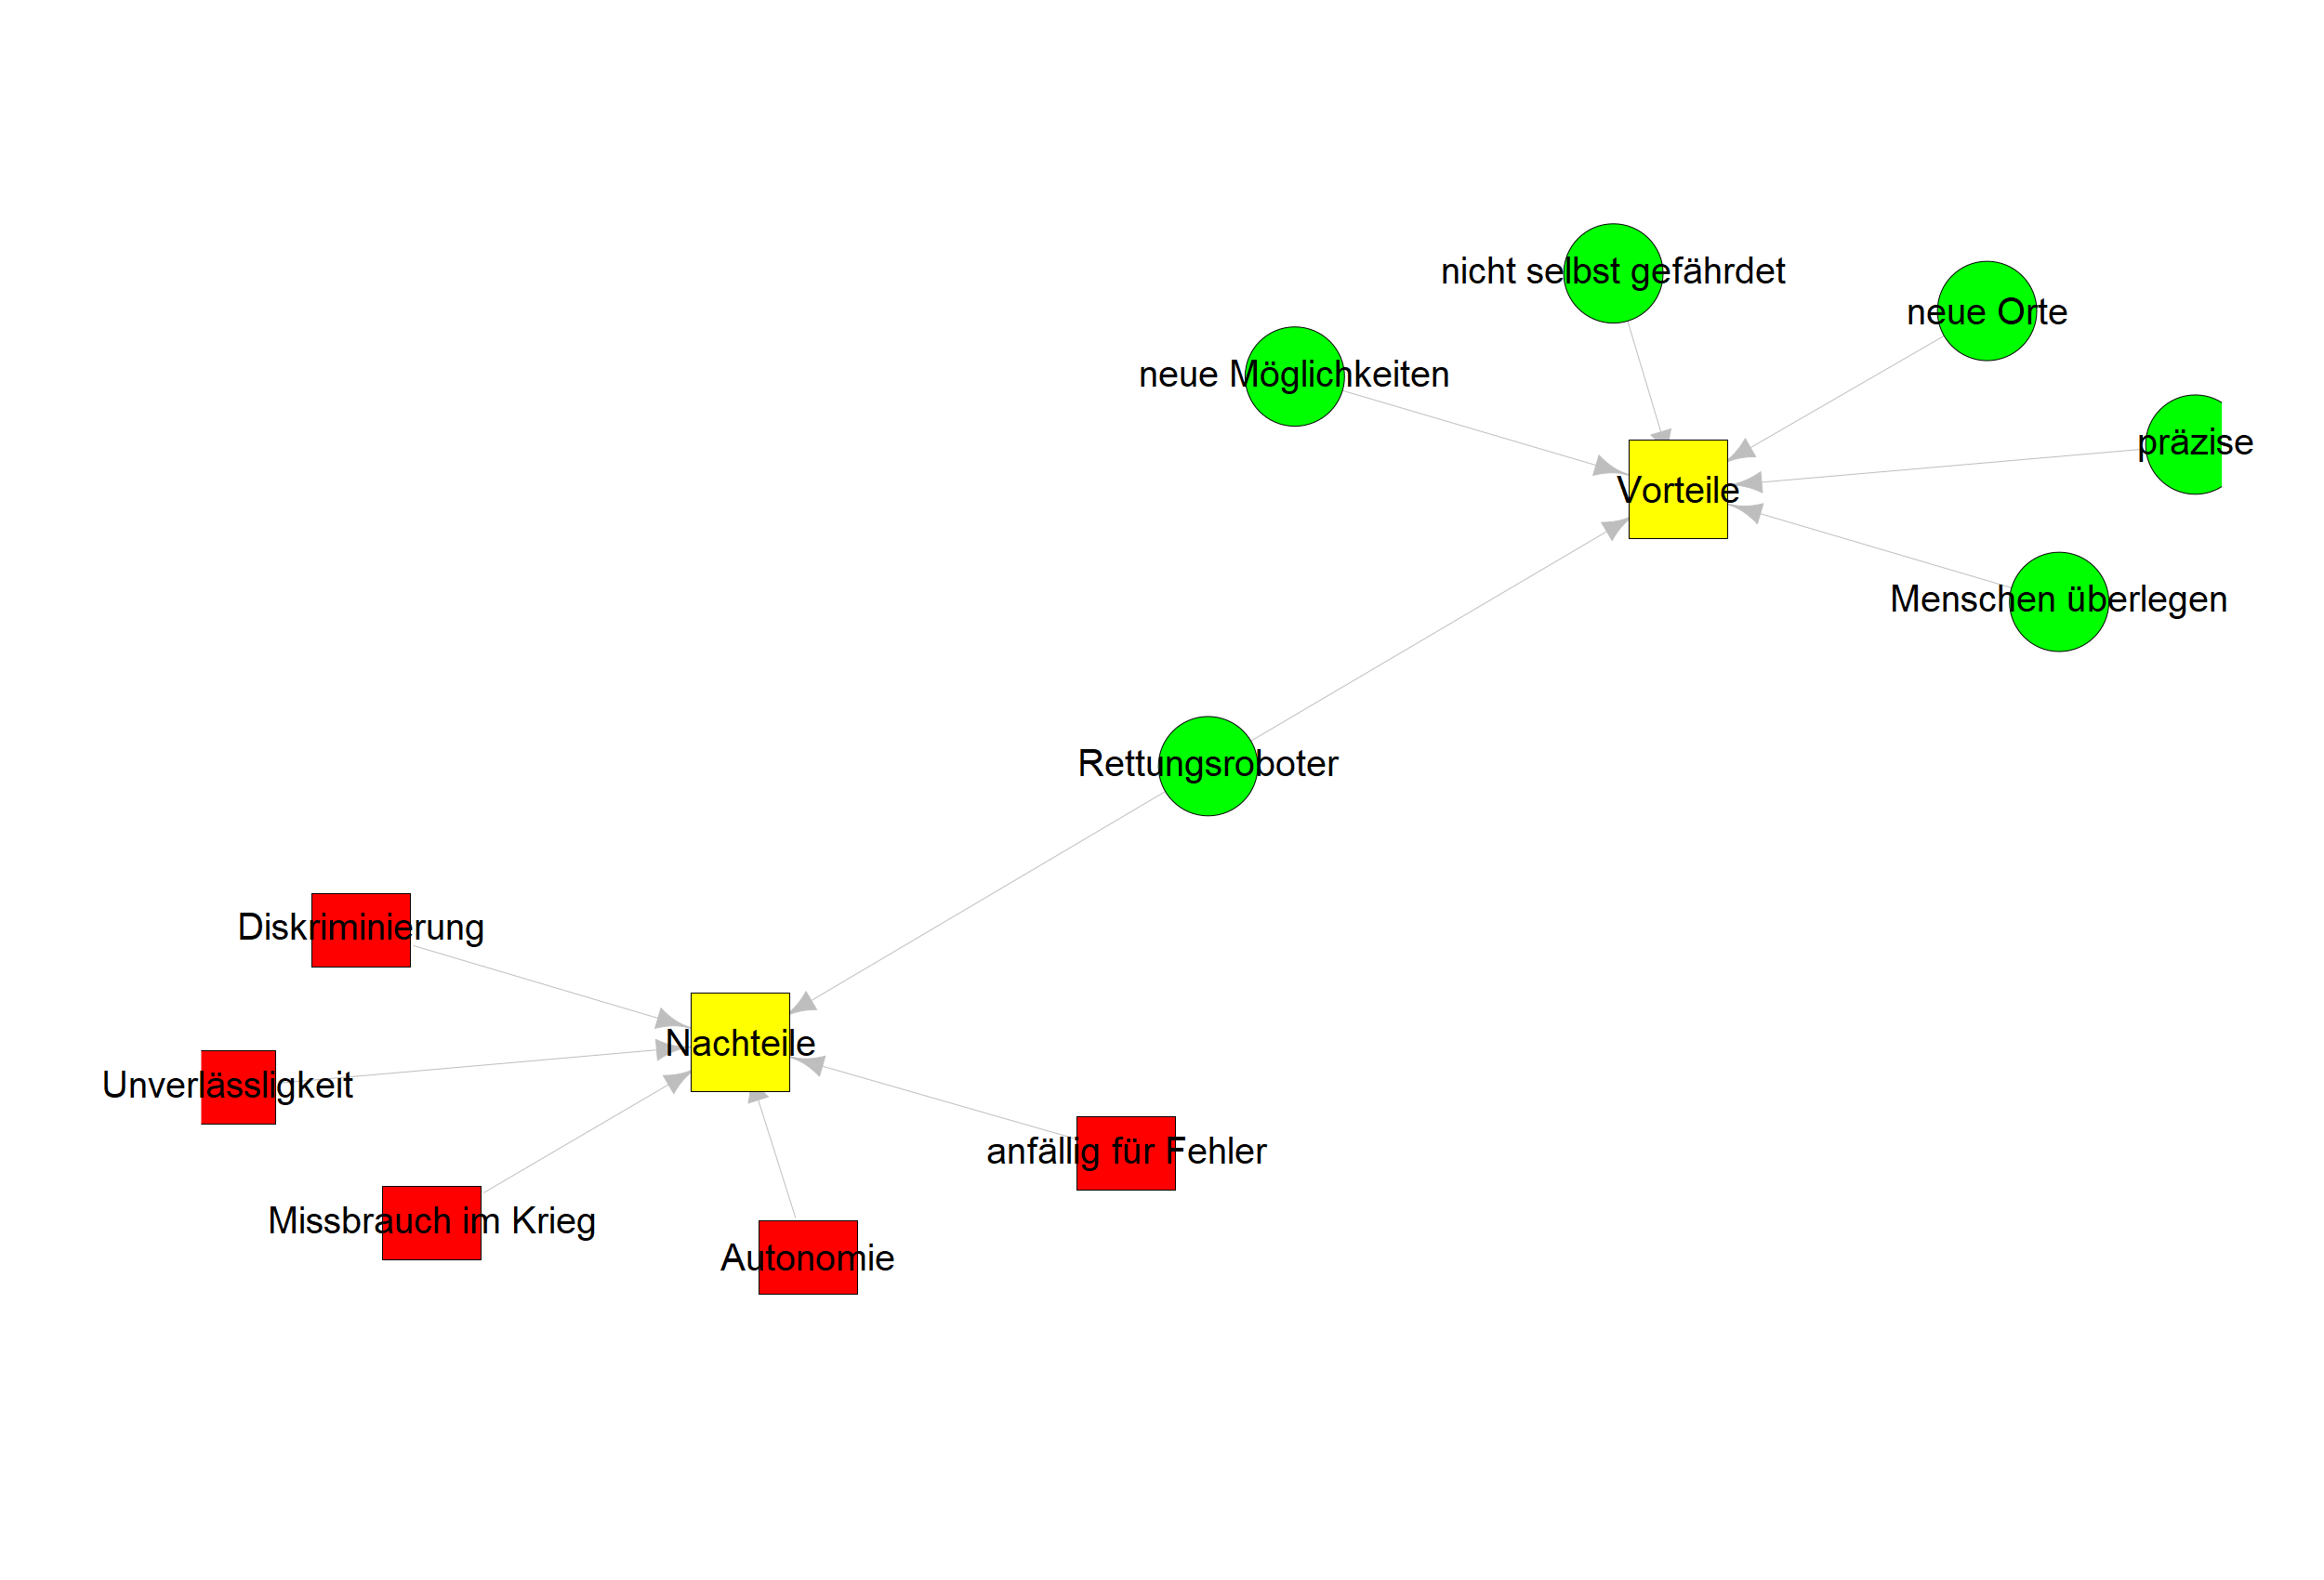 nicht selbst gefährdet
neue Orte
neue Möglichkeiten
präzise
Vorteile
Menschen überlegen
Rettungsroboter
Diskriminierung
Nachteile
Unverlässligkeit
anfällig für Fehler
Missbrauch im Krieg
Autonomie